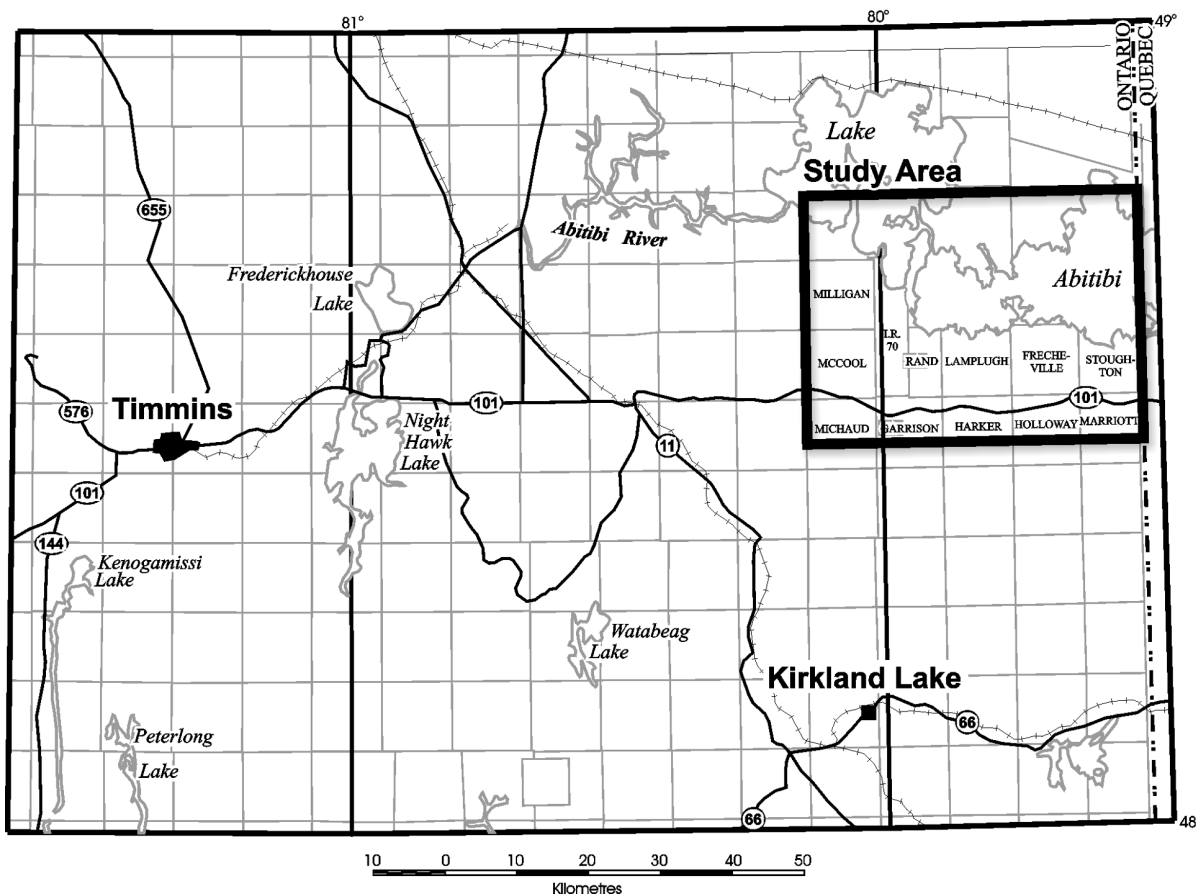 81°
80°
49°
ONTARIO
QUEBEC
Lake
Study Area
655
Abitibi River
Frederickhouse
Lake
Abitibi
MILLIGAN
I.R.
70
MCCOOL
RAND
LAMPLUGH
FRECHE-
VILLE
STOUGH-
TON
576
Timmins
101
101
Night
Hawk
Lake
MICHAUD
GARRISON
HARKER
HOLLOWAY
MARRIOTT
11
101
144
Kenogamissi
Lake
Watabeag
Lake
Kirkland Lake
66
Peterlong
Lake
66
48
10 0 10 20 30 40 50
Kilometres